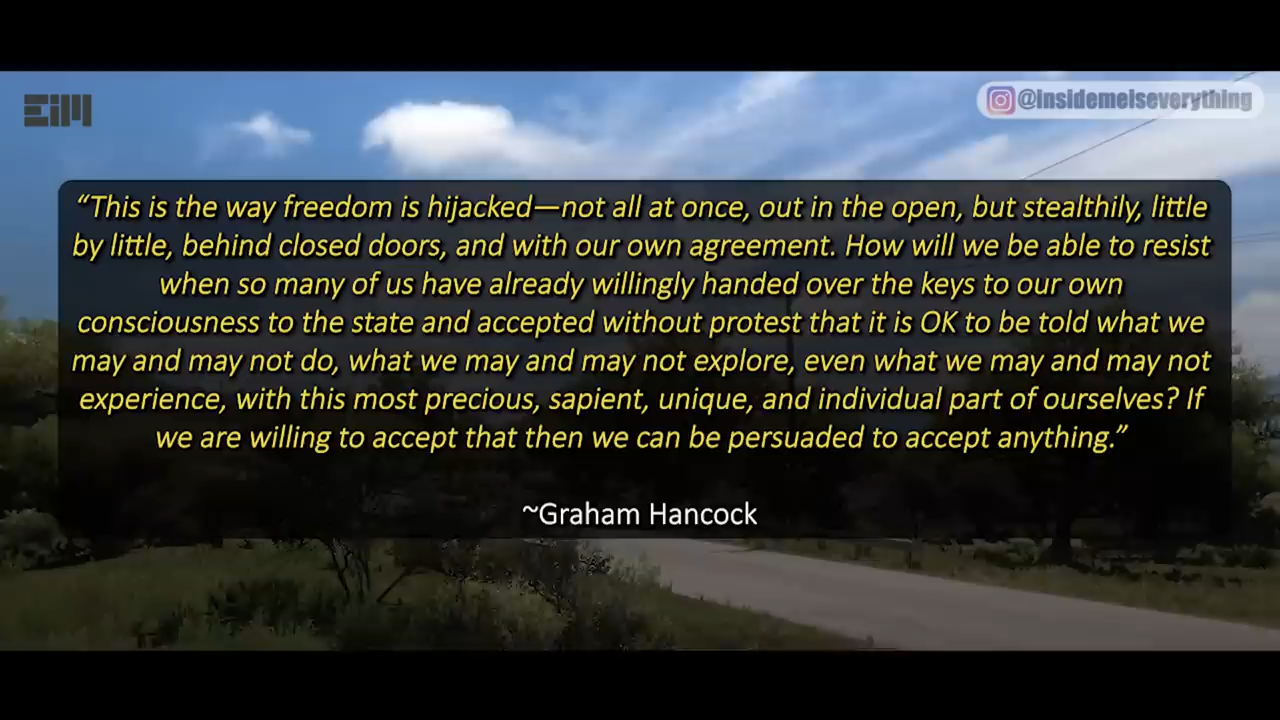 EiM
@insidemeiseverything
“This is the way freedom is hijacked—not all at once, out in the open, but stealthily, little
by little, behind closed doors, and with our own agreement. How will we be able to resist
when so many of us have already willingly handed over the keys to our own
consciousness to the state and accepted without protest that it is OK to be told what we
may and may not do, what we may and may not explore, even what we may and may not
experience, with this most precious, sapient, unique, and individual part of ourselves? If
we are willing to accept that then we can be persuaded to accept anything.”
~Graham Hancock